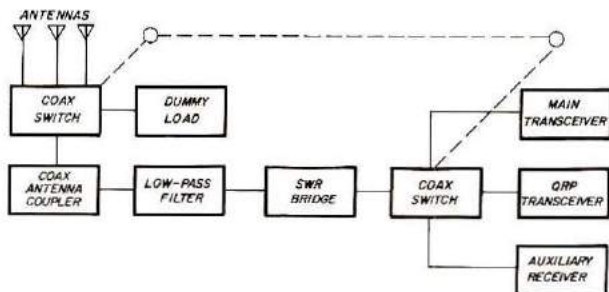 ANTENNAS
COAX
SWITCH
DUMMY
LOAD
MAIN
TRANSCEIVER
COAX
ANTENNA
COUPLER
LOW-PASS
FILTER
SWR
BRIDGE
COAX
SWITCH
QRP
TRANSCEIVER
AUXILIARY
RECEIVER